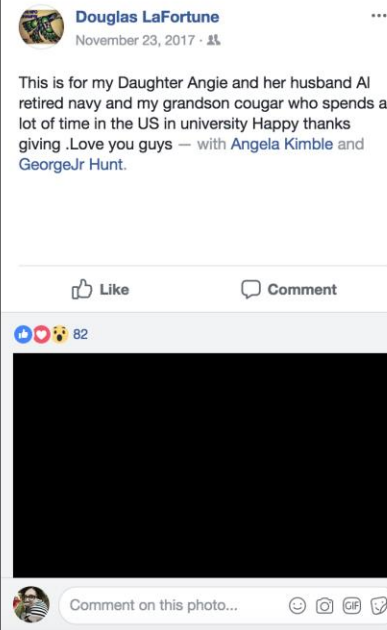 Douglas LaFortune
November 23, 2017 ·
This is for my Daughter Angie and her husband Al
retired navy and my grandson cougar who spends a
lot of time in the US in university Happy thanks
giving .Love you guys — with Angela Kimble and
GeorgeJr Hunt.
Like Comment
82
Comment on this photo... GIF